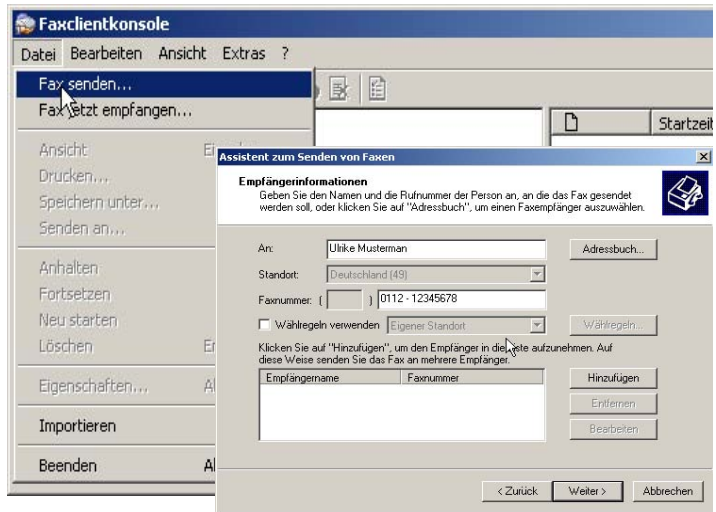 Faxclientkonsole
Datei Bearbeiten Ansicht Extras ?
Fax senden...
Fax jetzt empfangen...
Startzeit
Ansicht
Drucken...
Speichern unter...
Senden an...
Anhalten
Fortsetzen
Neu starten
Löschen
Eigenschaften...
Importieren
Beenden
Assistent zum Senden von Faxen
Empfängerinformationen
Geben Sie den Namen und die Rufnummer der Person an, an die das Fax gesendet
werden soll, oder klicken Sie auf "Adressbuch", um einen Faxempfänger auszuwählen.
An: Ulrike Musterman Adressbuch...
Standort: Deutschland (49)
Faxnummer: ( ) 0112 - 12345678
Wählregeln verwenden Eigener Standort Wählregeln...
Klicken Sie auf "Hinzufügen", um den Empfänger in die Liste aufzunehmen. Auf
diese Weise senden Sie das Fax an mehrere Empfänger.
Empfängername Faxnummer Hinzufügen
Entfernen
Bearbeiten
< Zurück Weiter > Abbrechen